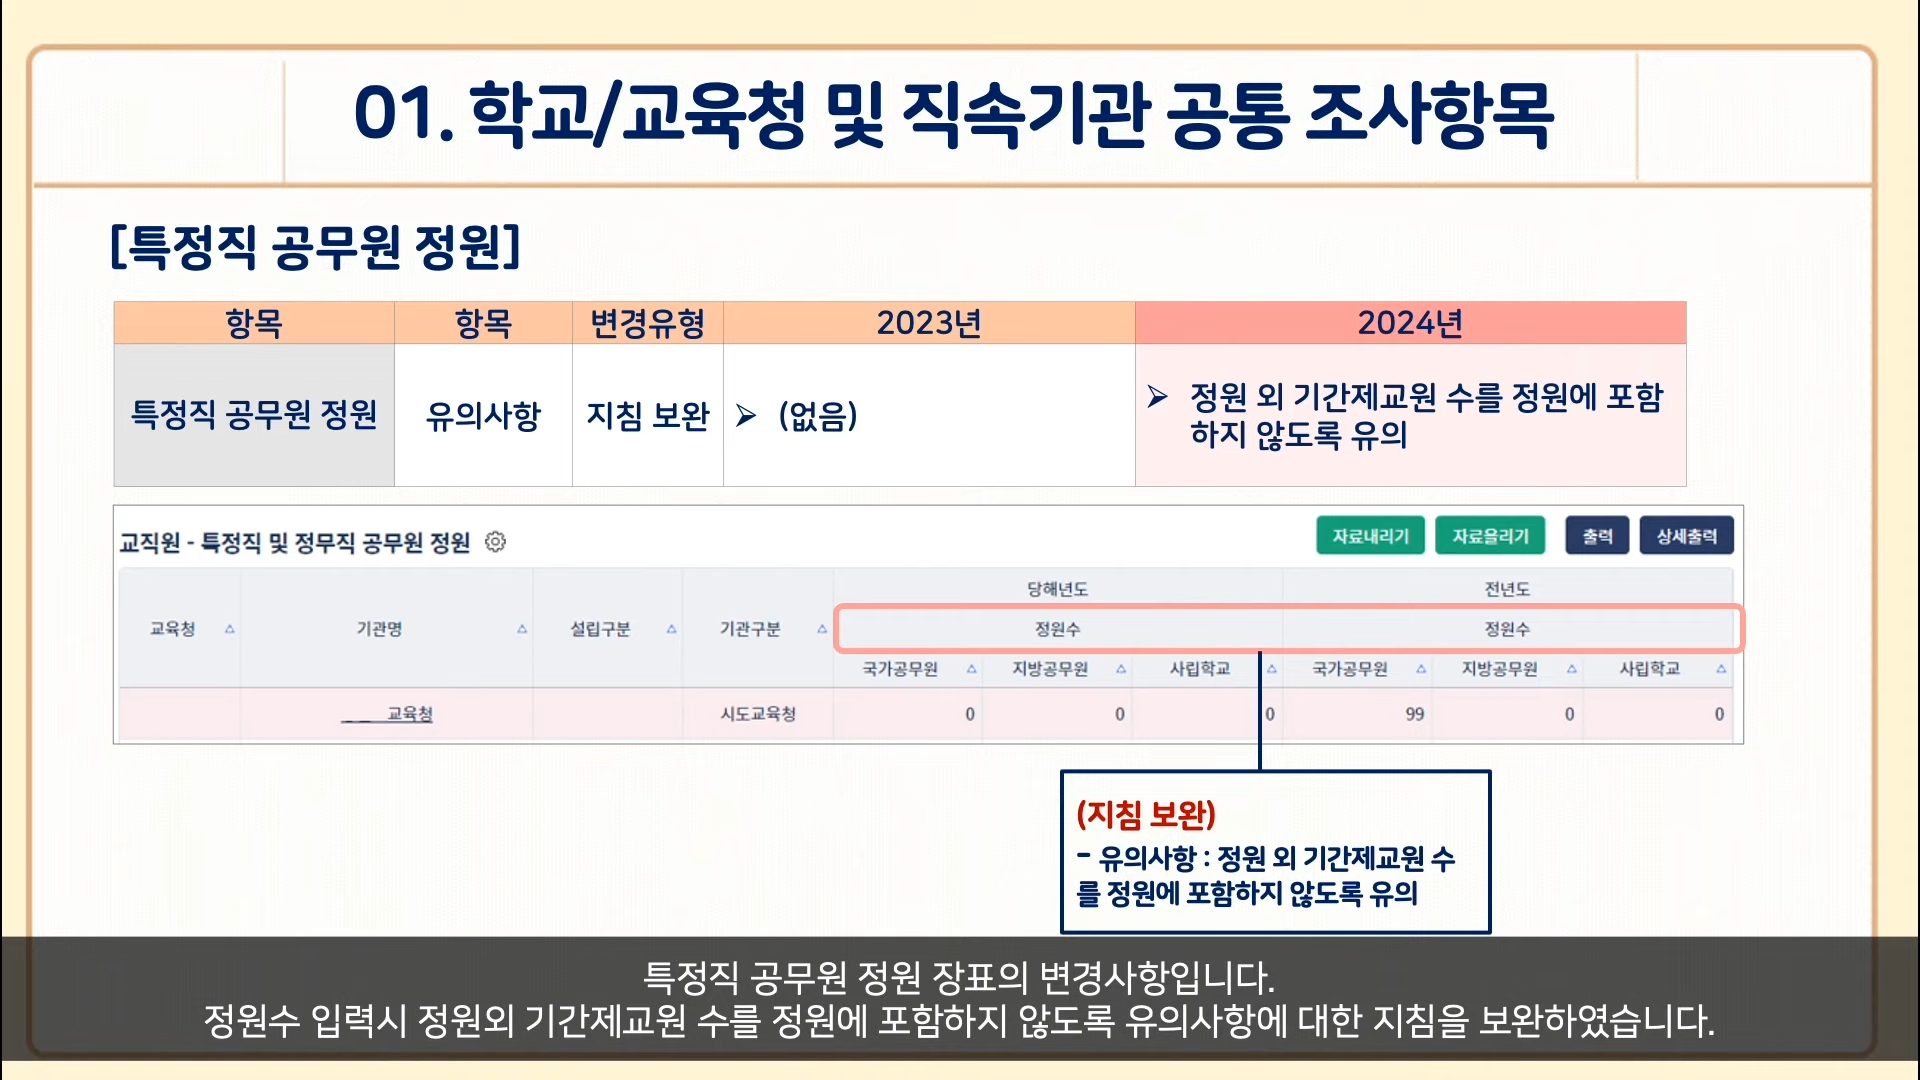 01. 학교/교육청 및 직속기관 공통 조사항목
[특정직 공무원 정원]
항목 항목 변경유형 2023년 2024년
특정직 공무원 정원 유의사항 지침 보완 ➢ (없음) ➢ 정원 외 기간제교원 수를 정원에 포함
하지 않도록 유의
교직원 - 특정직 및 정무직 공무원 정원 자료내리기 자료올리기 출력 상세출력
당해년도 전년도
교육청 △ 기관명 △ 설립구분 △ 기관구분 △ 정원수 정원수
국가공무원 △ 지방공무원 △ 사립학교 △ 국가공무원 △ 지방공무원 △ 사립학교 △
_ _ 교육청 시도교육청 0 0 0 99 0 0
(지침 보완)
- 유의사항 : 정원 외 기간제교원 수
를 정원에 포함하지 않도록 유의
특정직 공무원 정원 장표의 변경사항입니다.
정원수 입력시 정원외 기간제교원 수를 정원에 포함하지 않도록 유의사항에 대한 지침을 보완하였습니다.